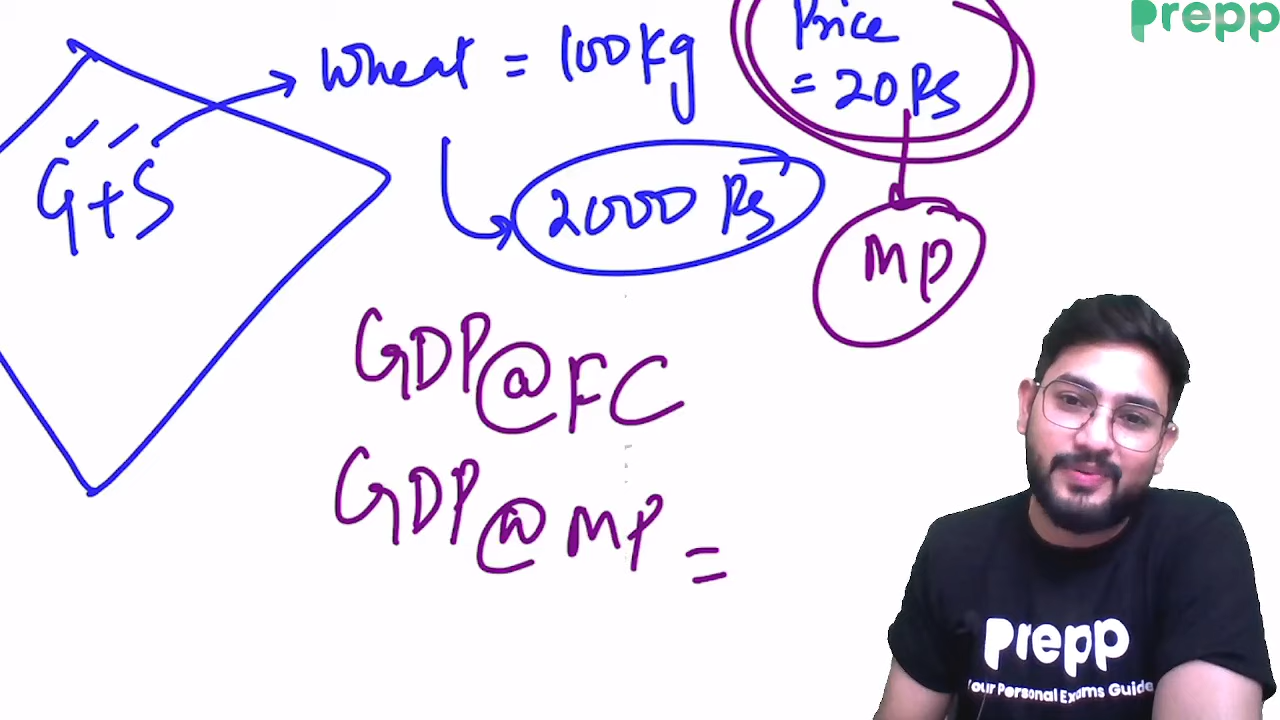 prepp
Price
= 20 Rs
Wheat = 100 Kg
G+S
2000 Rs
MP
GDP@FC
GDP@MP =
prepp
Your Personal Exams Guide